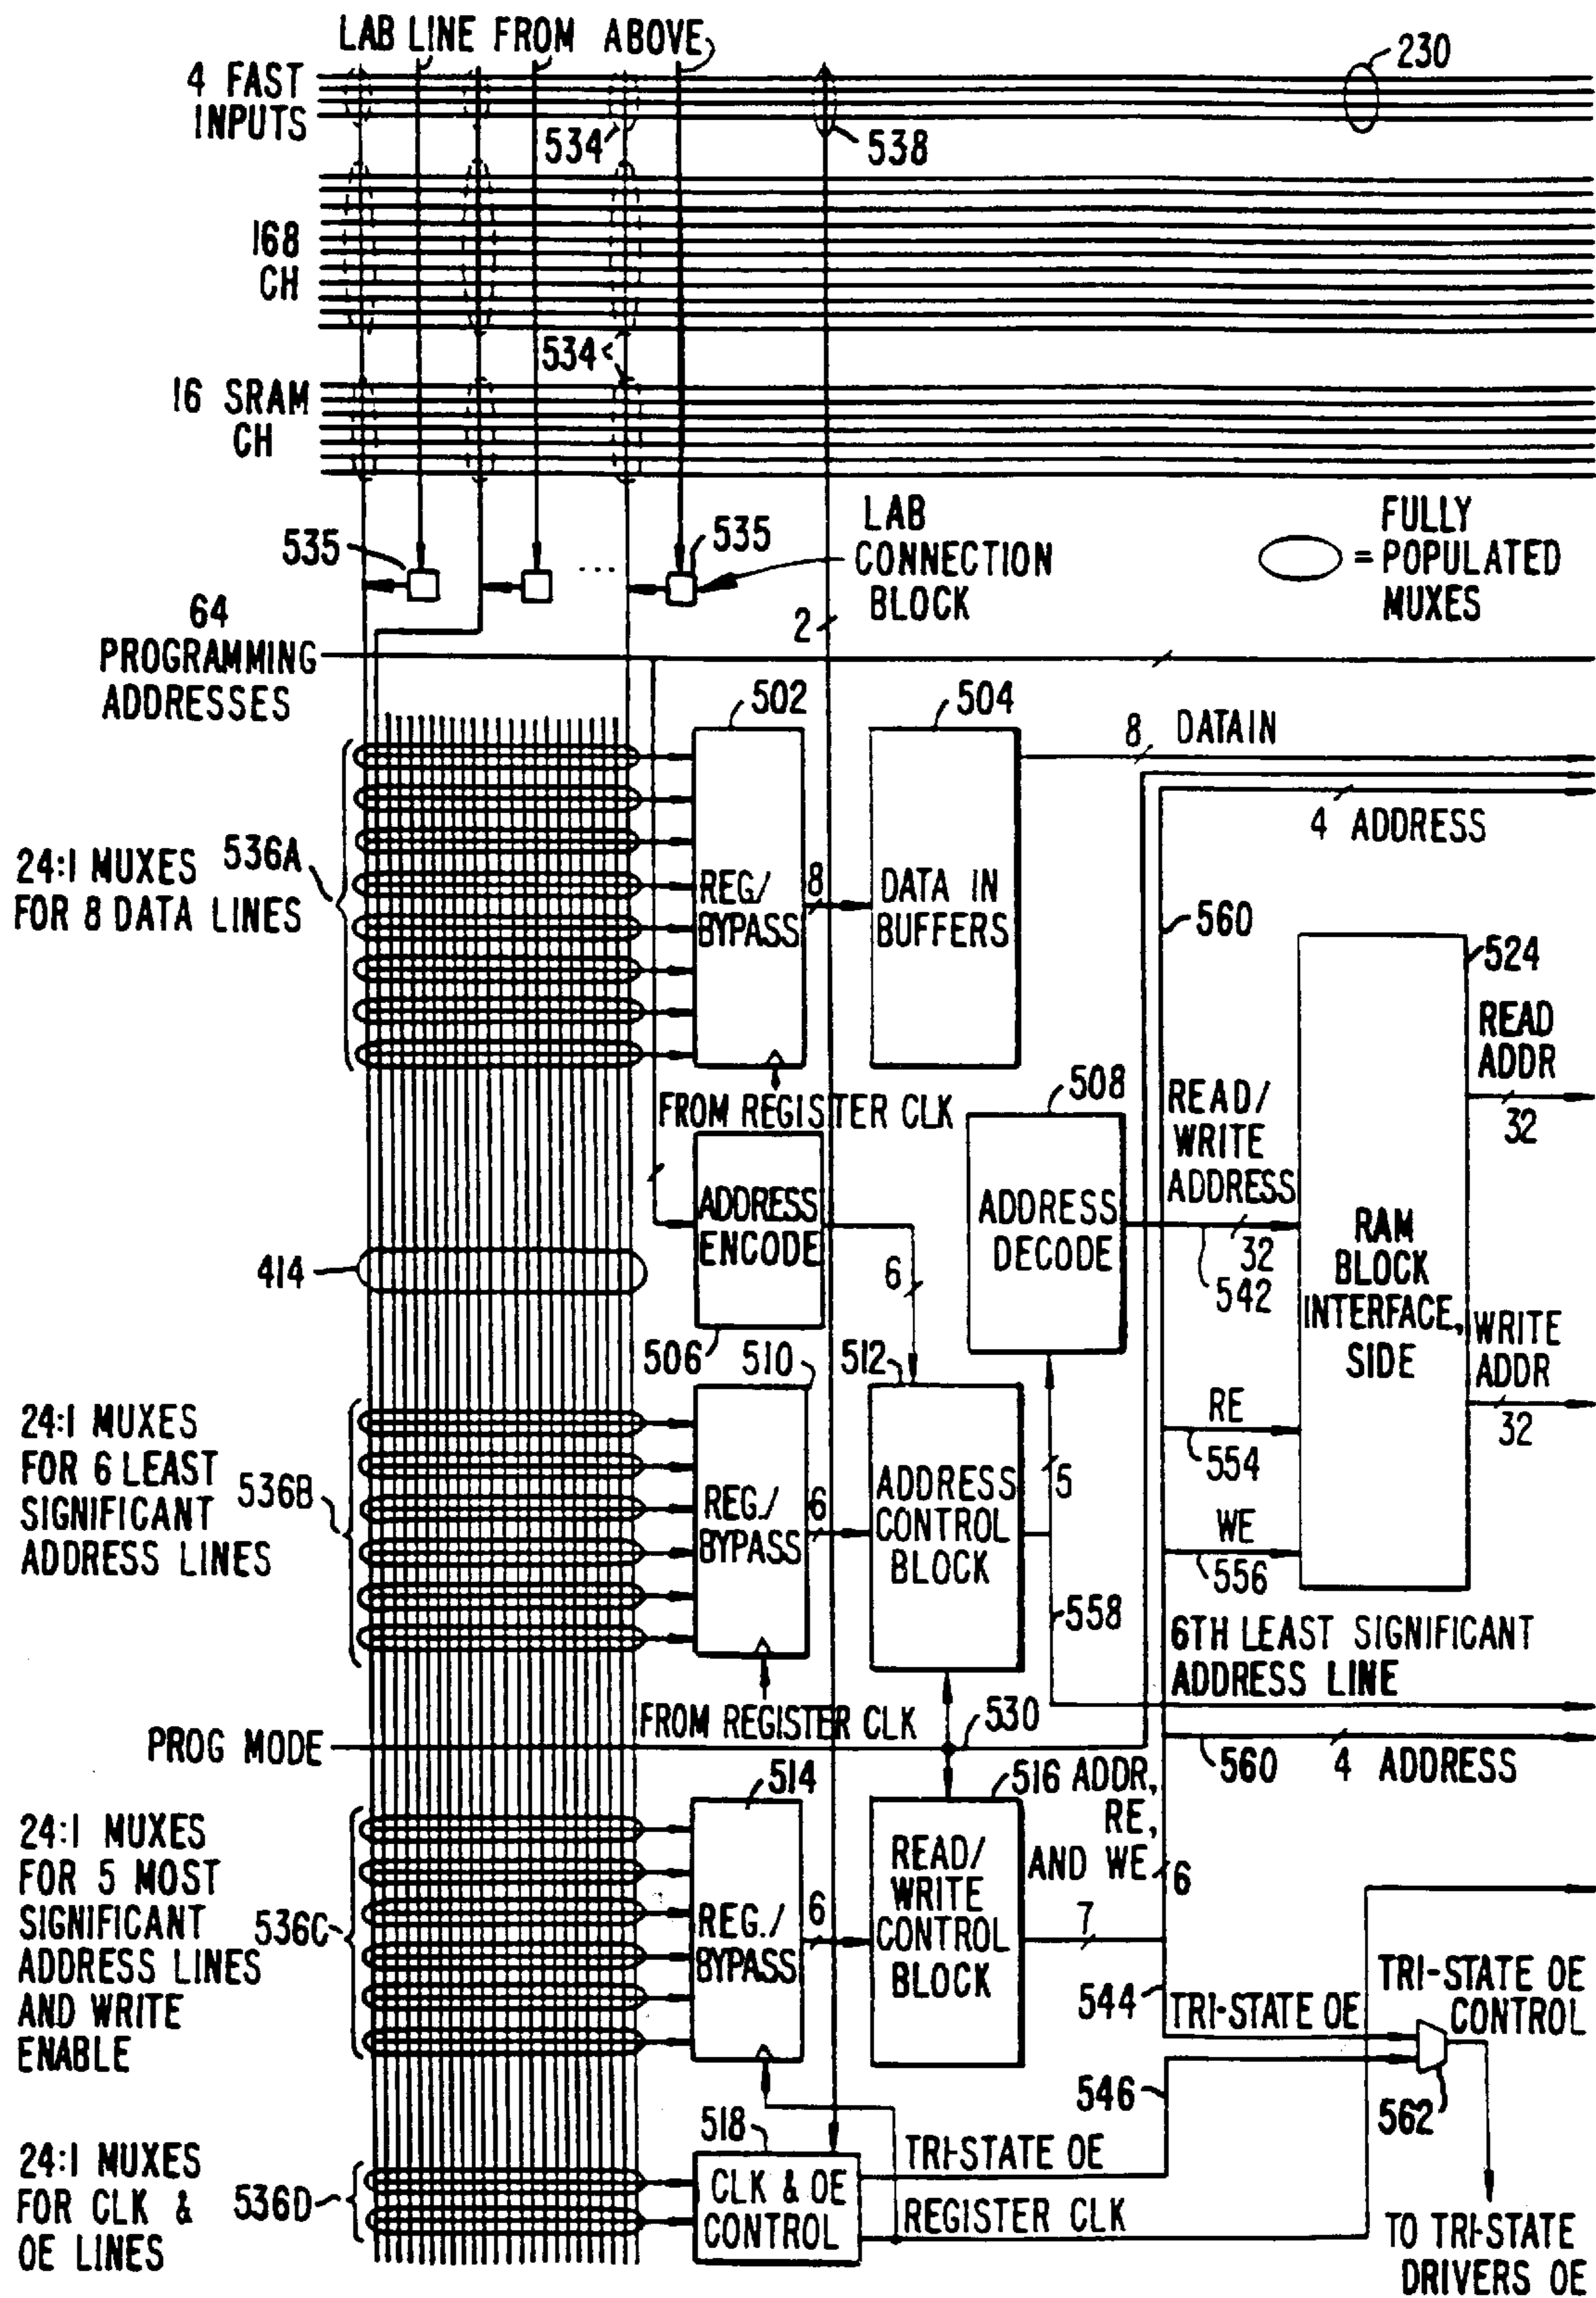 LAB LINE FROM ABOVE
4 FAST
INPUTS
230
534
538
168
CH
534
16 SRAM
CH
535
535
LAB
CONNECTION
BLOCK
FULLY
= POPULATED
MUXES
64
PROGRAMMING
ADDRESSES
2
502
504
8 DATAIN
4 ADDRESS
24:1 MUXES
FOR 8 DATA LINES
536A
REG/
BYPASS
8
DATA IN
BUFFERS
560
524
READ
ADDR
32
FROM REGISTER CLK
508
READ/
WRITE
ADDRESS
32
542
ADDRESS
ENCODE
ADDRESS
DECODE
RAM
BLOCK
INTERFACE,
SIDE
414
6
506
510
512
WRITE
ADDR
32
24:1 MUXES
FOR 6 LEAST
SIGNIFICANT
ADDRESS LINES
536B
REG./
BYPASS
6
ADDRESS
CONTROL
BLOCK
5
RE
554
WE
556
558
6TH LEAST SIGNIFICANT
ADDRESS LINE
FROM REGISTER CLK
530
PROG MODE
560
4 ADDRESS
514
516
ADDR,
RE,
AND WE
6
24:1 MUXES
FOR 5 MOST
SIGNIFICANT
ADDRESS LINES
AND WRITE
ENABLE
536C
REG./
BYPASS
6
READ/
WRITE
CONTROL
BLOCK
7
544
TRI-STATE OE
TRI-STATE OE
CONTROL
546
562
518
24:1 MUXES
FOR CLK &
OE LINES
536D
CLK & OE
CONTROL
TRI-STATE OE
REGISTER CLK
TO TRI-STATE
DRIVERS OE